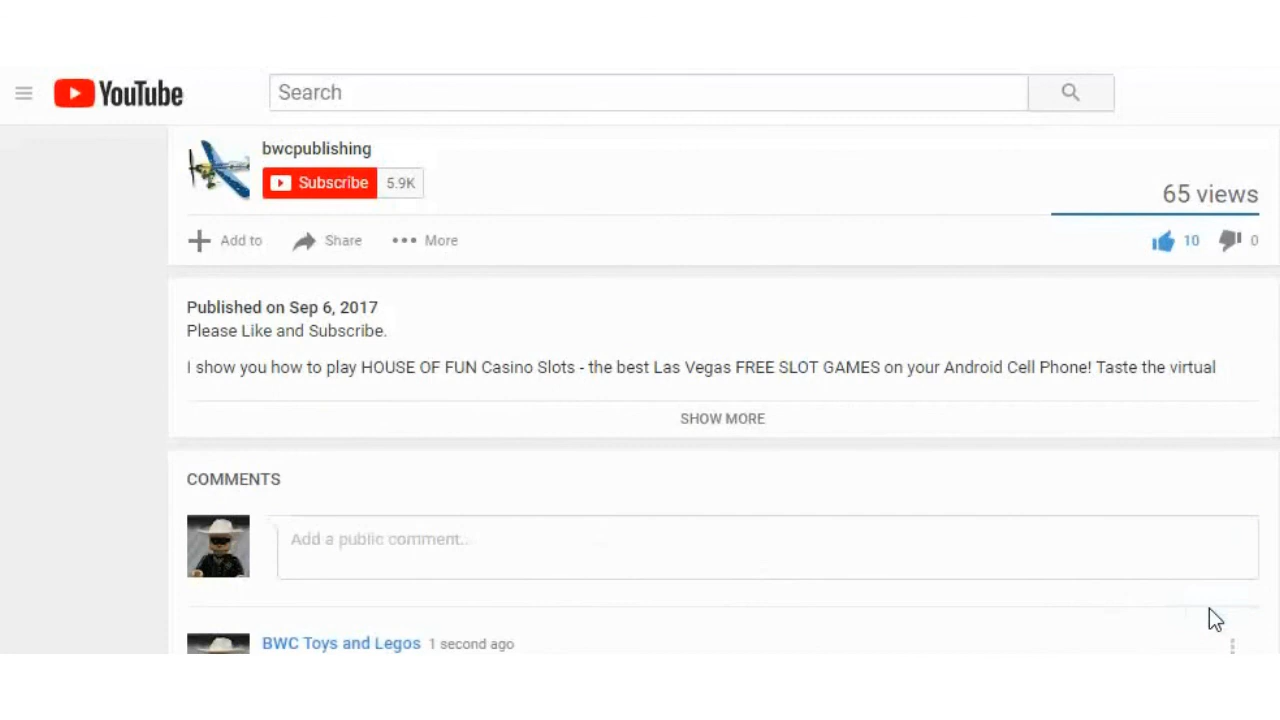 YouTube
Search
bwcpublishing
Subscribe 5.9K
65 views
Add to Share More 10 0
Published on Sep 6, 2017
Please Like and Subscribe.
I show you how to play HOUSE OF FUN Casino Slots - the best Las Vegas FREE SLOT GAMES on your Android Cell Phone! Taste the virtual
SHOW MORE
COMMENTS
Add a public comment...
BWC Toys and Legos 1 second ago